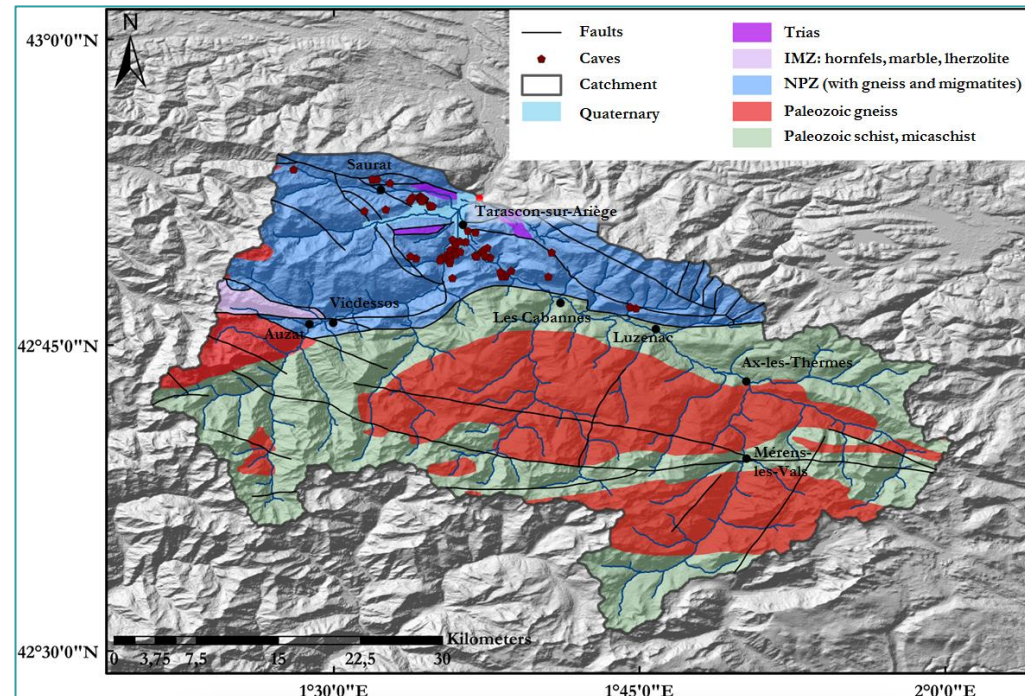 N
43°0'0"N
42°45'0"N
42°30'0"N
Faults
Caves
Catchment
Quaternary
Trias
IMZ: hornfels, marble, lherzolite
NPZ (with gneiss and migmatites)
Paleozoic gneiss
Paleozoic schist, micaschist
Saurat
Tarascon-sur-Ariège
Vicdessos
Auzat
Les Cabannes
Luzenac
Ax-les-Thermes
Mérens-
les-Vals
Kilometers
0 3,75 7,5 15 22,5 30
1°30'0"E 1°45'0"E 2°0'0"E